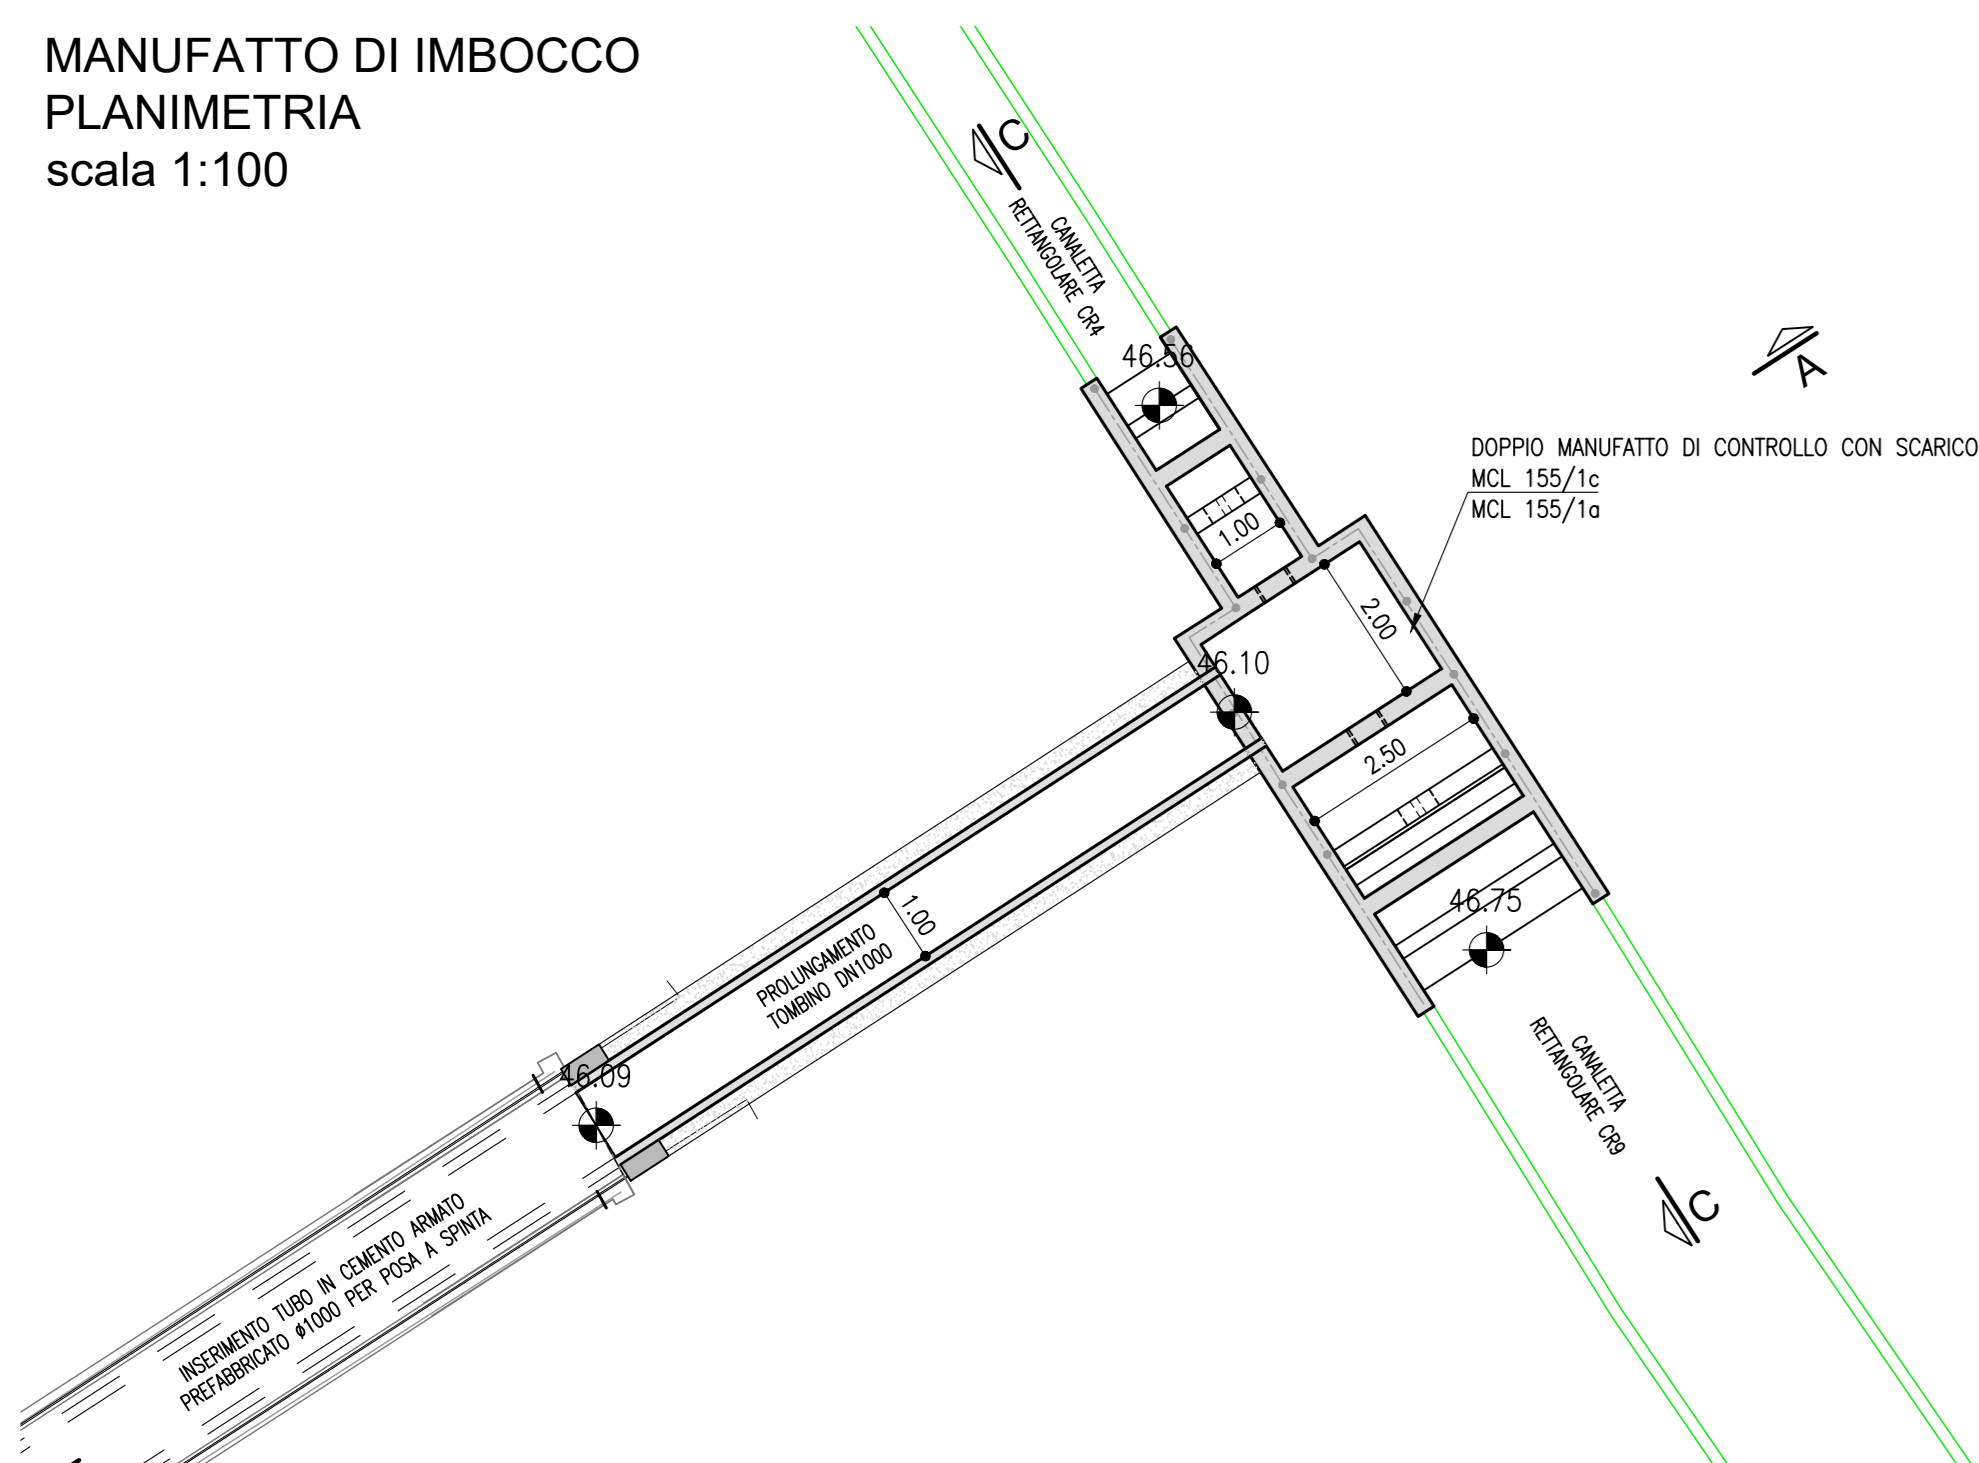 MANUFATTO DI IMBOCCO
PLANIMETRIA
scala 1:100
C
CANALETTA
RETTANGOLARE CR4
46.56
A
DOPPIO MANUFATTO DI CONTROLLO CON SCARICO
MCL 155/1c
MCL 155/1a
1.00
2.00
46.10
2.50
46.75
1.00
PROLUNGAMENTO
TOMBINO DN1000
46.09
CANALETTA
RETTANGOLARE CR9
C
INSERIMENTO TUBO IN CEMENTO ARMATO
PREFABBRICATO φ1000 PER POSA A SPINTA